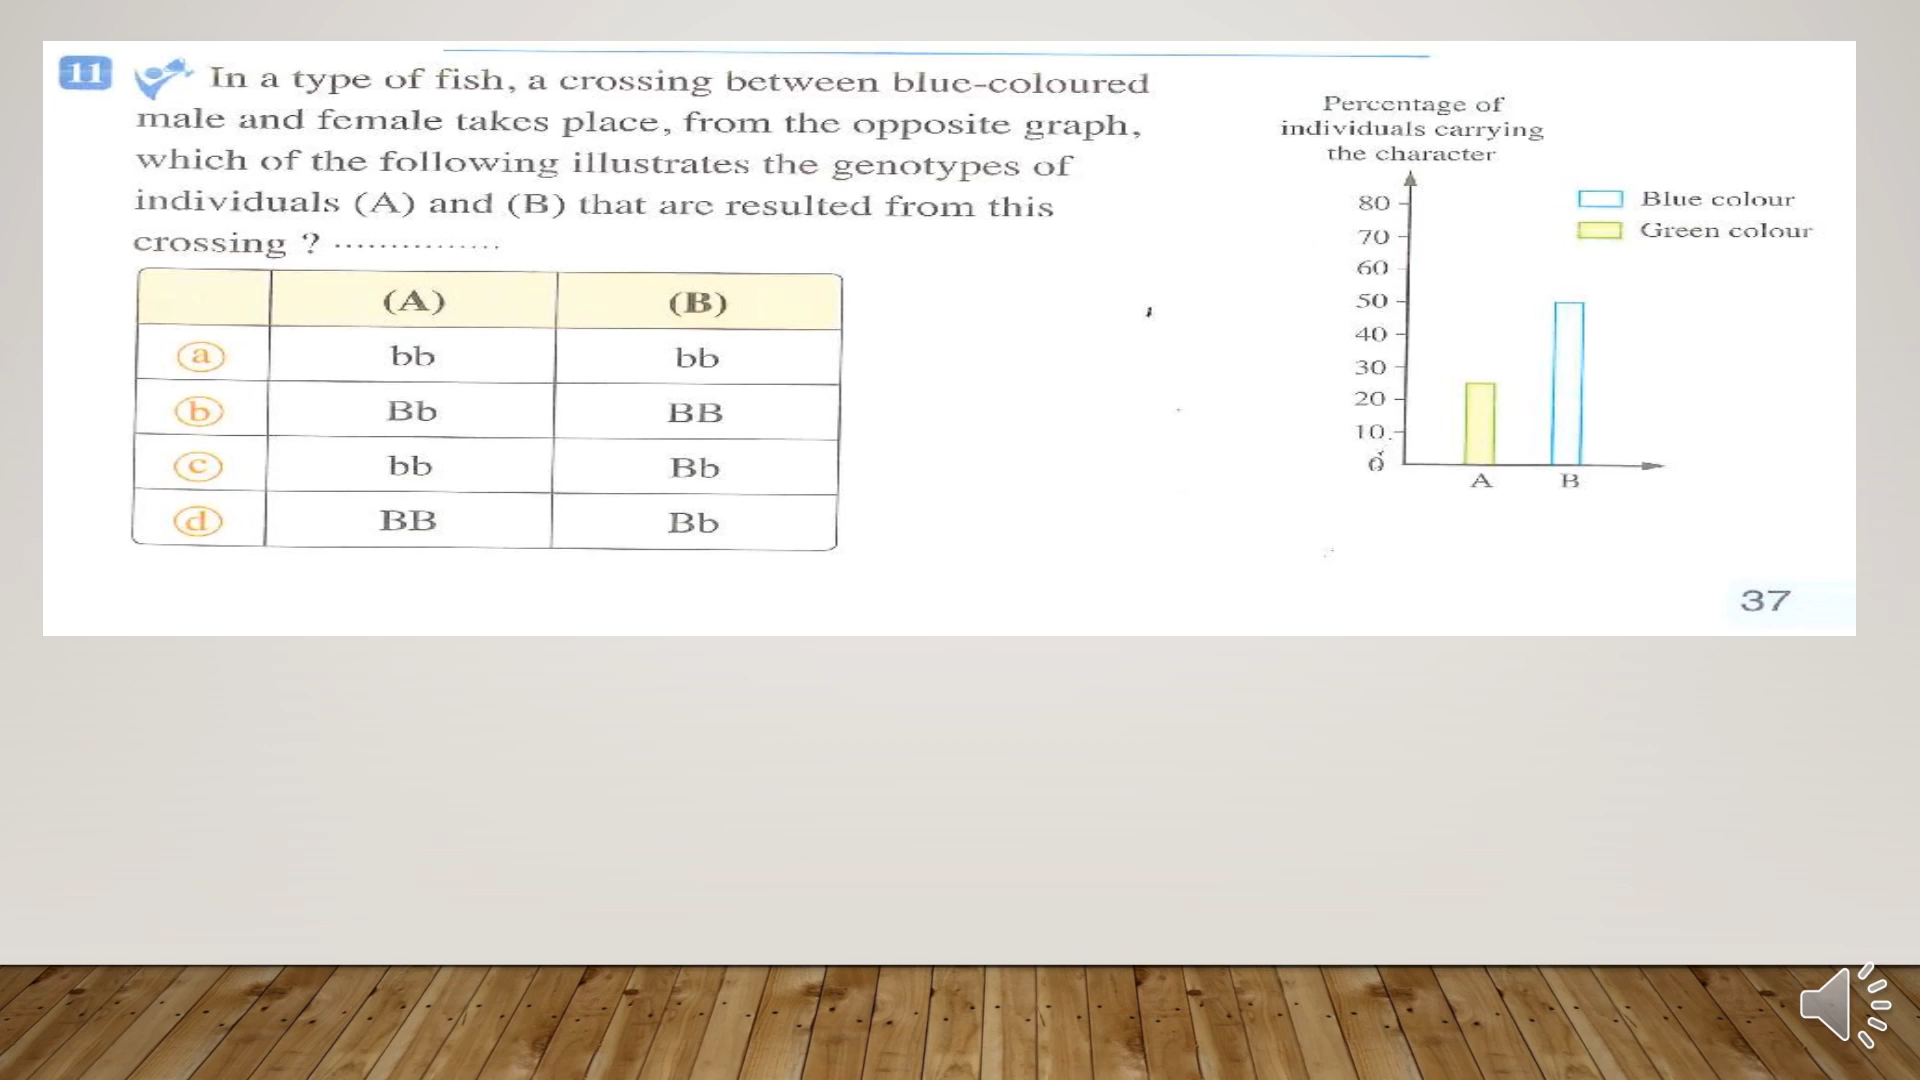 11 In a type of fish, a crossing between blue-coloured
male and female takes place, from the opposite graph,
which of the following illustrates the genotypes of
individuals (A) and (B) that are resulted from this
crossing ? ...............
(A) (B)
a bb bb
b Bb BB
c bb Bb
d BB Bb
Percentage of
individuals carrying
the character
80
70
60
50
40
30
20
10
0
A B
Blue colour
Green colour
37